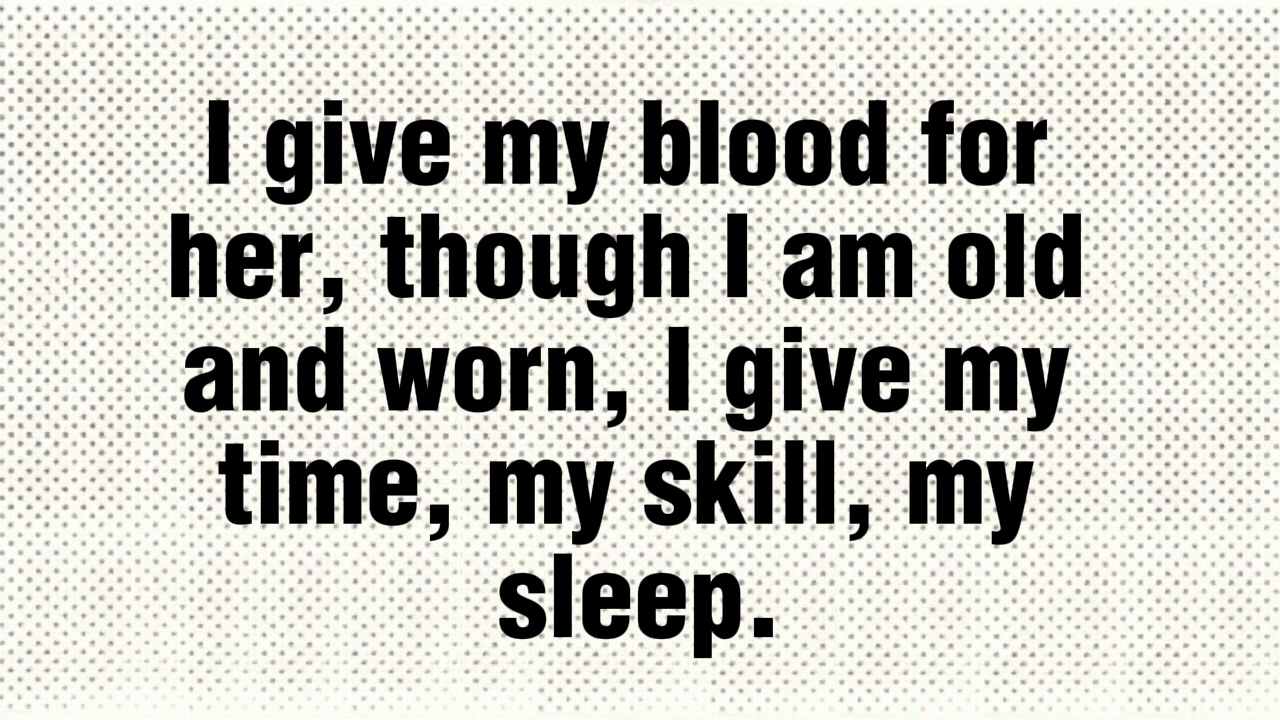 I give my blood for
her, though I am old
and worn, I give my
time, my skill, my
sleep.